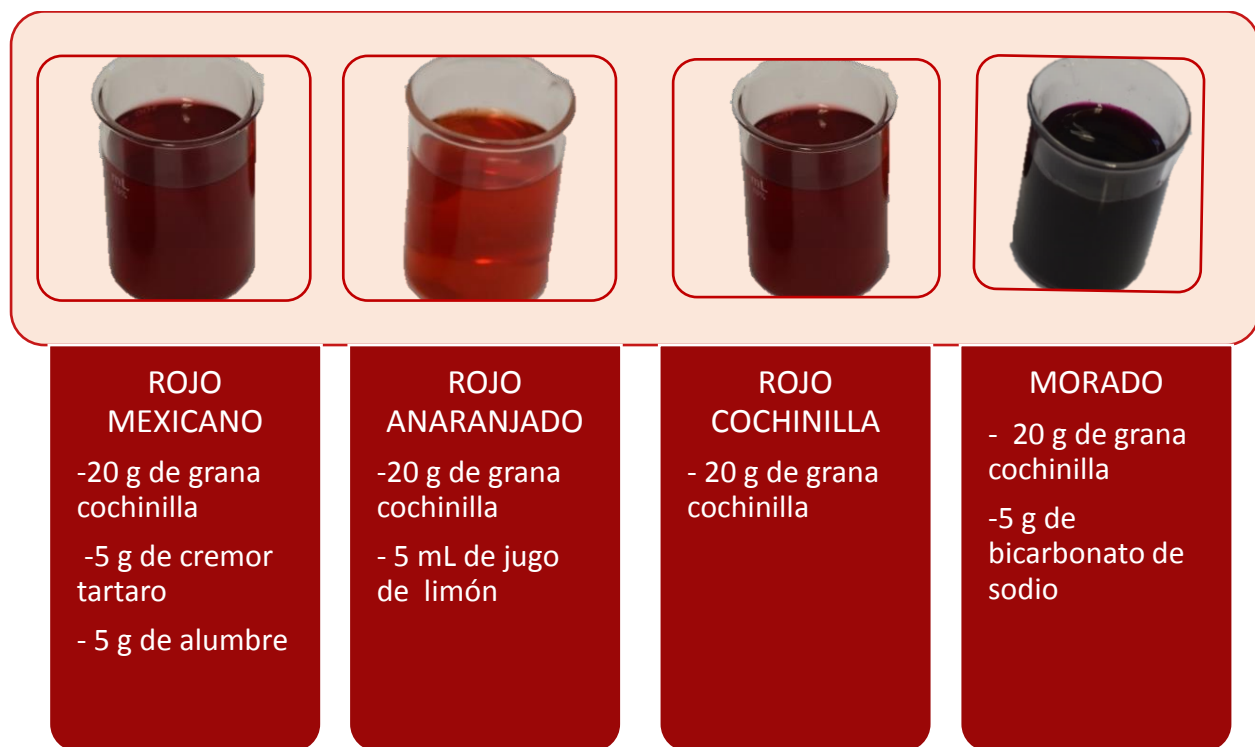 ROJO
MEXICANO
-20 g de grana
cochinilla
-5 g de cremor
tartaro
- 5 g de alumbre
ROJO
ANARANJADO
-20 g de grana
cochinilla
- 5 mL de jugo
de limón
ROJO
COCHINILLA
- 20 g de grana
cochinilla
MORADO
- 20 g de grana
cochinilla
-5 g de
bicarbonato de
sodio